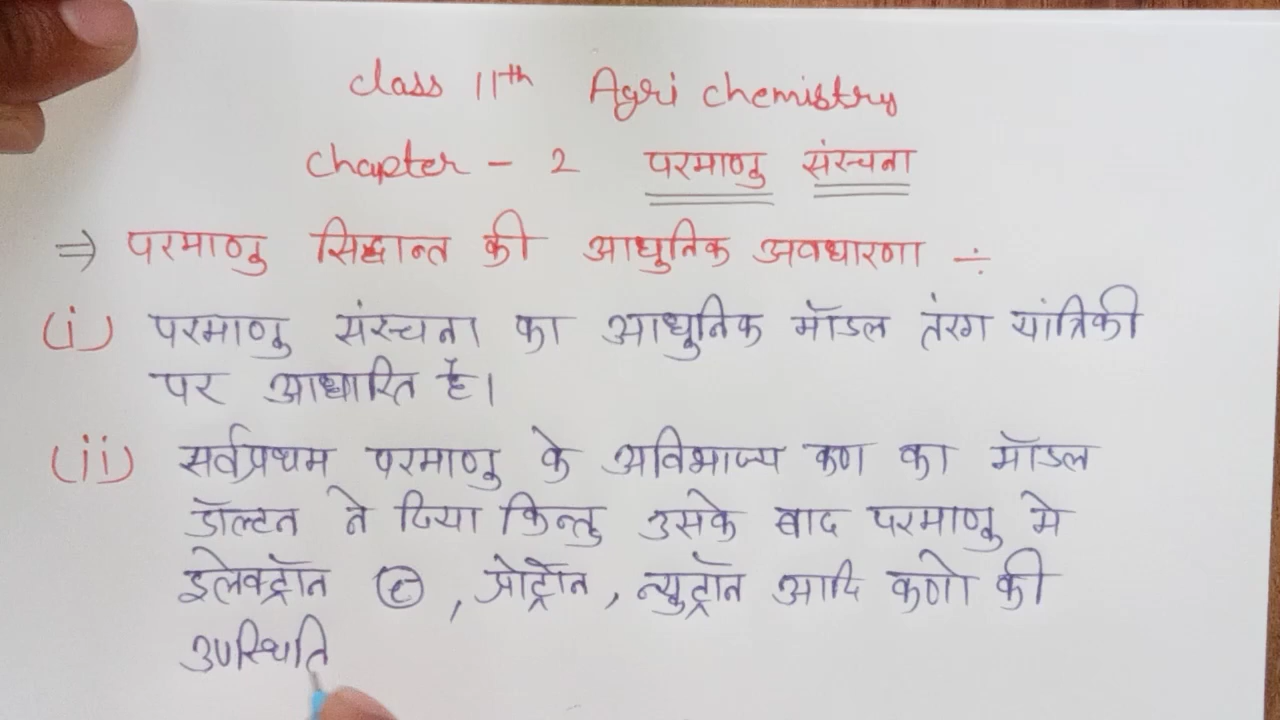 class 11th Agri chemistry
chapter - 2 परमाणु संरचना
⇒ परमाणु सिद्धान्त की आधुनिक अवधारणा ÷
(i) परमाणु संरचना का आधुनिक मॉडल तंरग यांत्रिकी
पर आधारित है।
(ii) सर्वप्रथम परमाणु के अविभाज्य कण का मॉडल
डॉल्टन ने दिया किन्तु उसके बाद परमाणु मे
इलेक्ट्रॉन (e), प्रोट्रॉन, न्युट्रॉन आदि कणो की
उपस्थिति